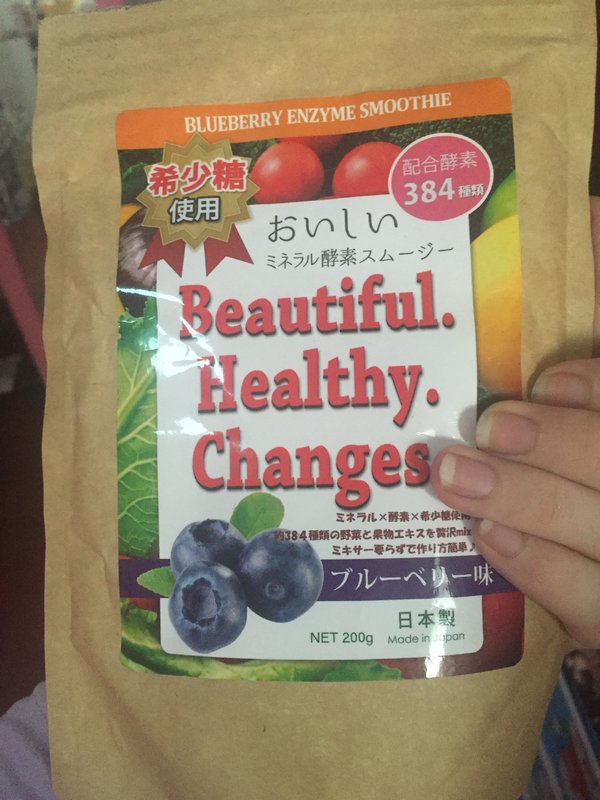 BLUEBERRY ENZYME SMOOTHIE
希少糖
使用
配合酵素
384種類
おいしい
ミネラル酵素スムージー
Beautiful.
Healthy.
Changes.
ミネラル×酵素×希少糖使用
約384種類の野菜と果物エキスを贅沢mix
ミキサー要らずで作り方簡単♪
ブルーベリー味
日本製
NET 200g Made in Japan